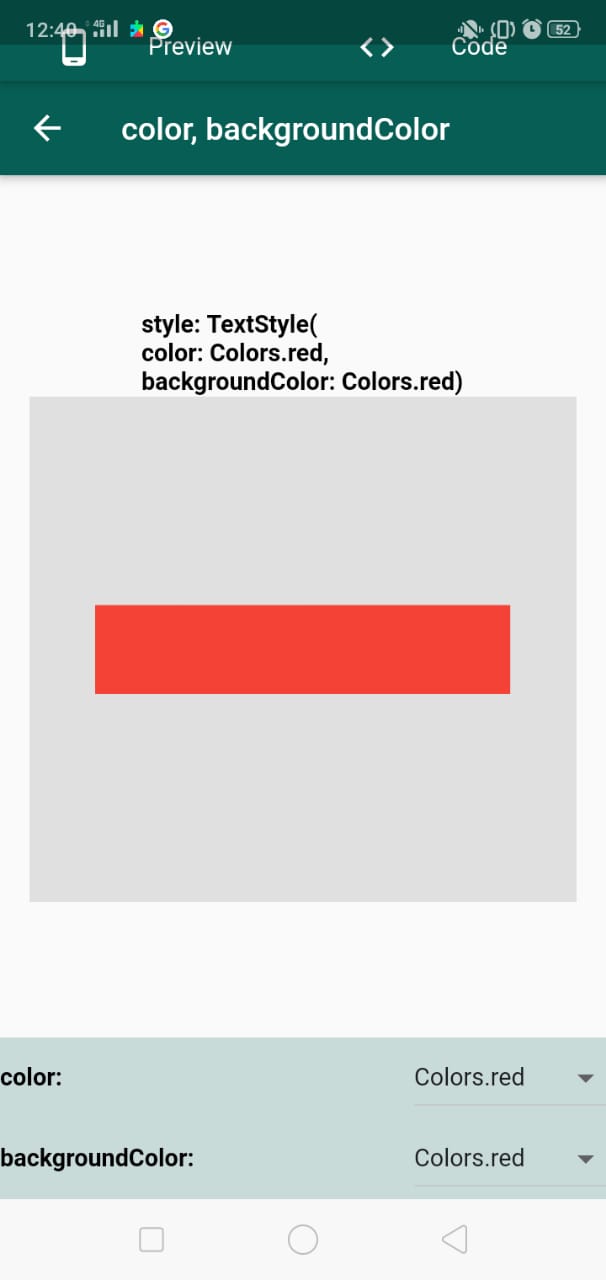 12:40 4G 52
Preview <> Code
color, backgroundColor
style: TextStyle(
color: Colors.red,
backgroundColor: Colors.red)
color: Colors.red
backgroundColor: Colors.red